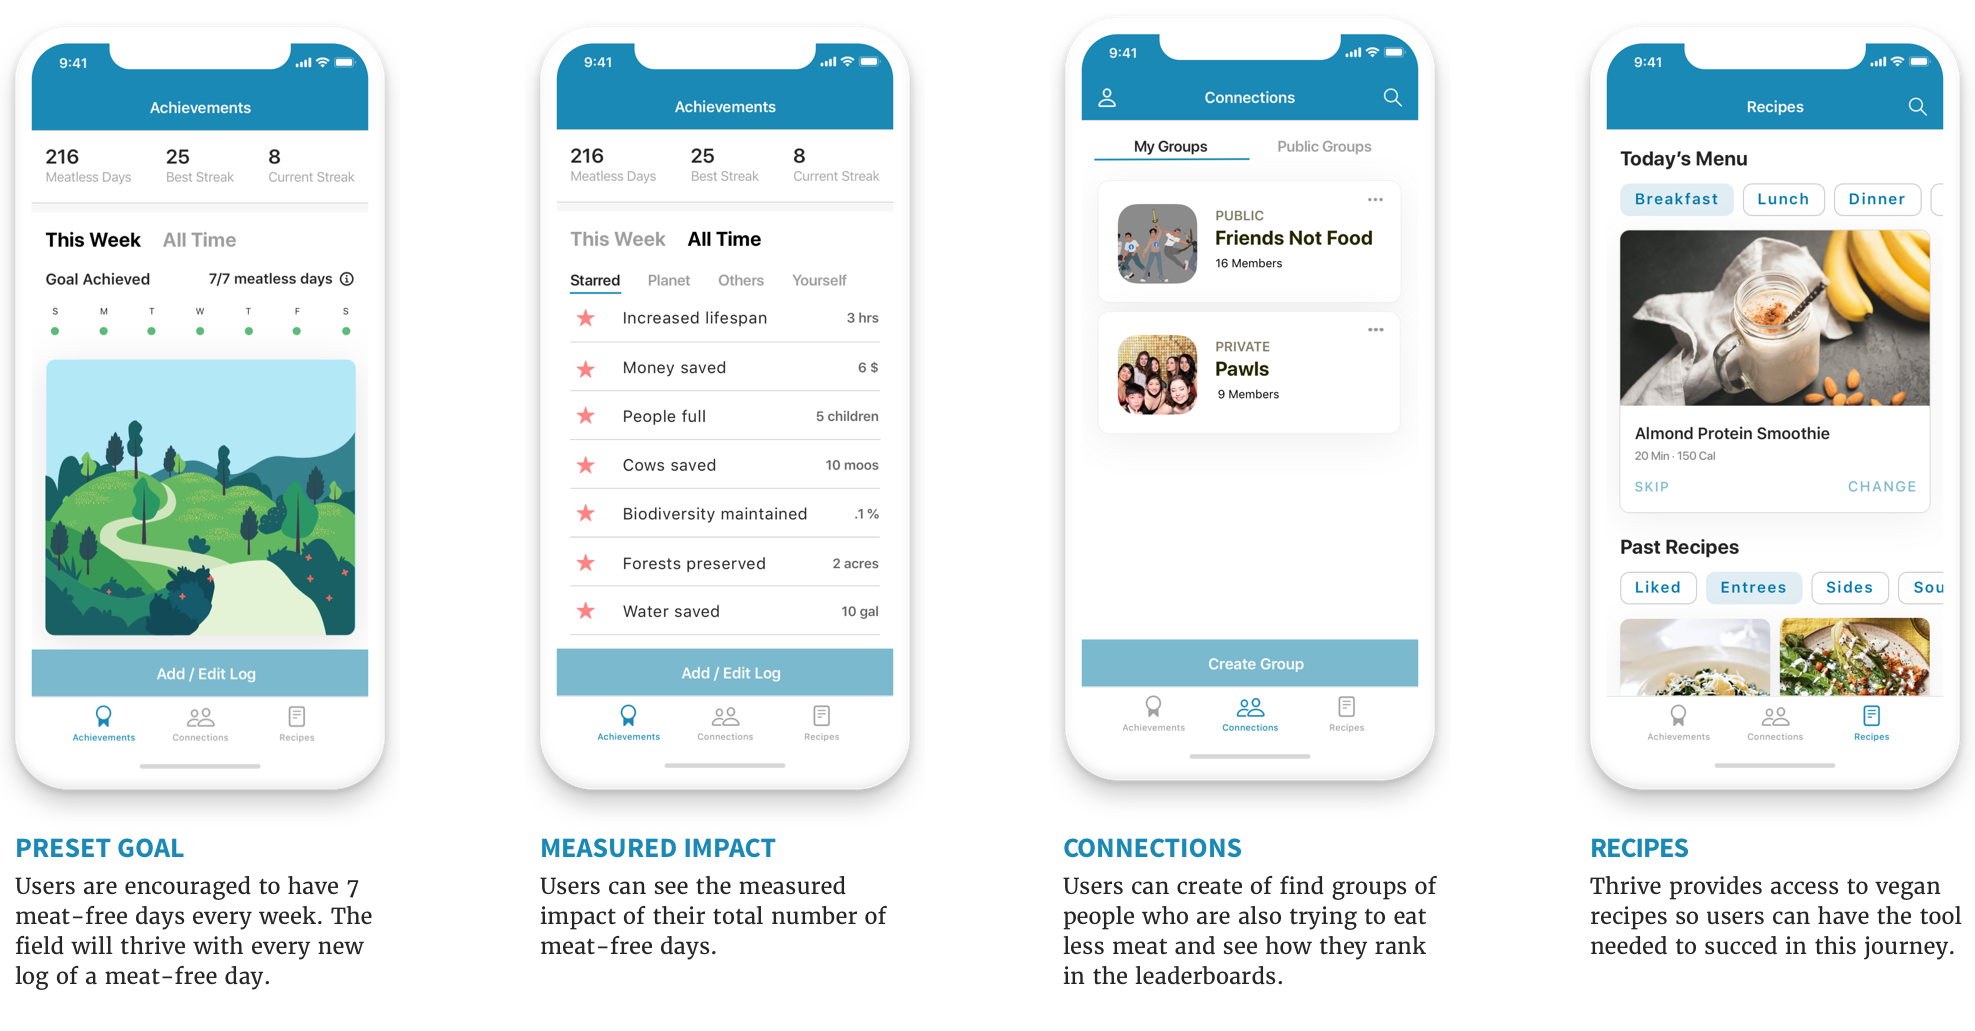 9:41
Achievements
216 25 8
Meatless Days Best Streak Current Streak
This Week All Time
Goal Achieved 7/7 meatless days
S M T W T F S
Add / Edit Log
Achievements Connections Recipes
PRESET GOAL
Users are encouraged to have 7
meat-free days every week. The
field will thrive with every new
log of a meat-free day.
9:41
Achievements
216 25 8
Meatless Days Best Streak Current Streak
This Week All Time
Starred Planet Others Yourself
Increased lifespan 3 hrs
Money saved 6 $
People full 5 children
Cows saved 10 moos
Biodiversity maintained .1 %
Forests preserved 2 acres
Water saved 10 gal
Add / Edit Log
Achievements Connections Recipes
MEASURED IMPACT
Users can see the measured
impact of their total number of
meat-free days.
9:41
Connections
My Groups Public Groups
PUBLIC
Friends Not Food
16 Members
PRIVATE
Pawls
9 Members
Create Group
Achievements Connections Recipes
CONNECTIONS
Users can create of find groups of
people who are also trying to eat
less meat and see how they rank
in the leaderboards.
9:41
Recipes
Today's Menu
Breakfast Lunch Dinner
Almond Protein Smoothie
20 Min · 150 Cal
SKIP CHANGE
Past Recipes
Liked Entrees Sides Sou
Achievements Connections Recipes
RECIPES
Thrive provides access to vegan
recipes so users can have the tool
needed to succed in this journey.